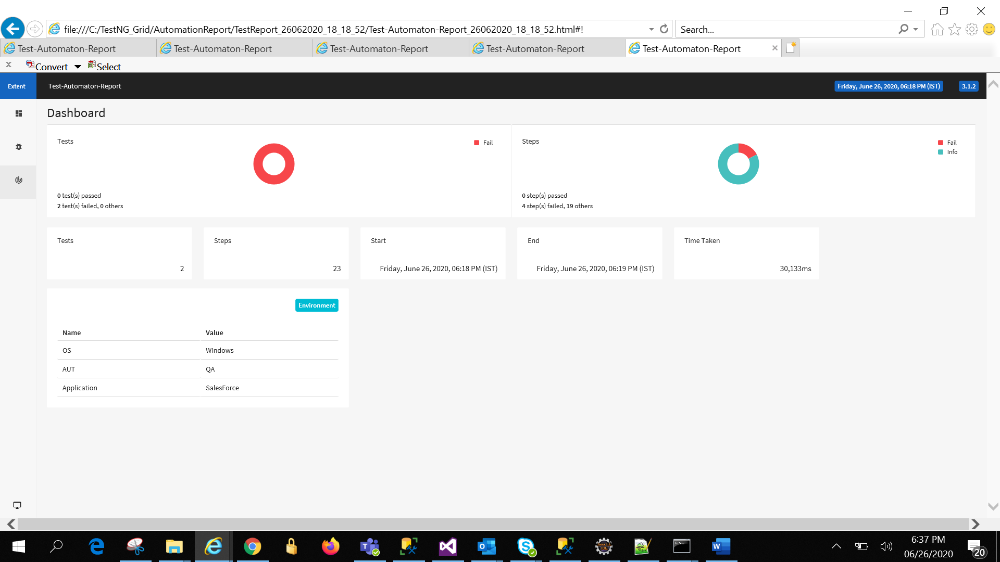 file:///C:/TestNG_Grid/AutomationReport/TestReport_26062020_18_18_52/Test-Automaton-Report_26062020_18_18_52.html#!
Search...
Test-Automaton-Report
Test-Automaton-Report
Test-Automaton-Report
Test-Automaton-Report
Test-Automaton-Report
x Convert Select
Extent
Test-Automaton-Report
Friday, June 26, 2020, 06:18 PM (IST)
3.1.2
Dashboard
Tests
Fail
0 test(s) passed
2 test(s) failed, 0 others
Steps
Fail
Info
0 step(s) passed
4 step(s) failed, 19 others
Tests
2
Steps
23
Start
Friday, June 26, 2020, 06:18 PM (IST)
End
Friday, June 26, 2020, 06:19 PM (IST)
Time Taken
30,133ms
Environment
Name Value
OS Windows
AUT QA
Application SalesForce
6:37 PM
06/26/2020
20